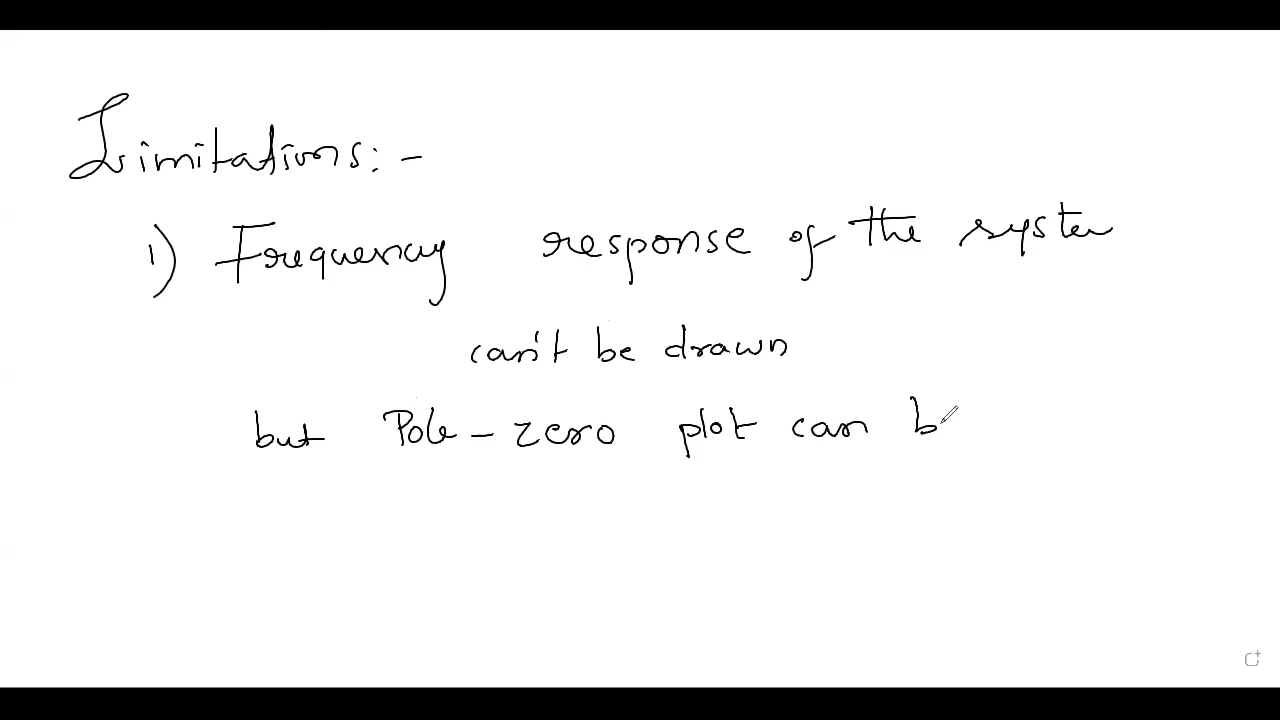 Limitations:-
1) Frequency response of the system
can't be drawn
but Pole-zero plot can b